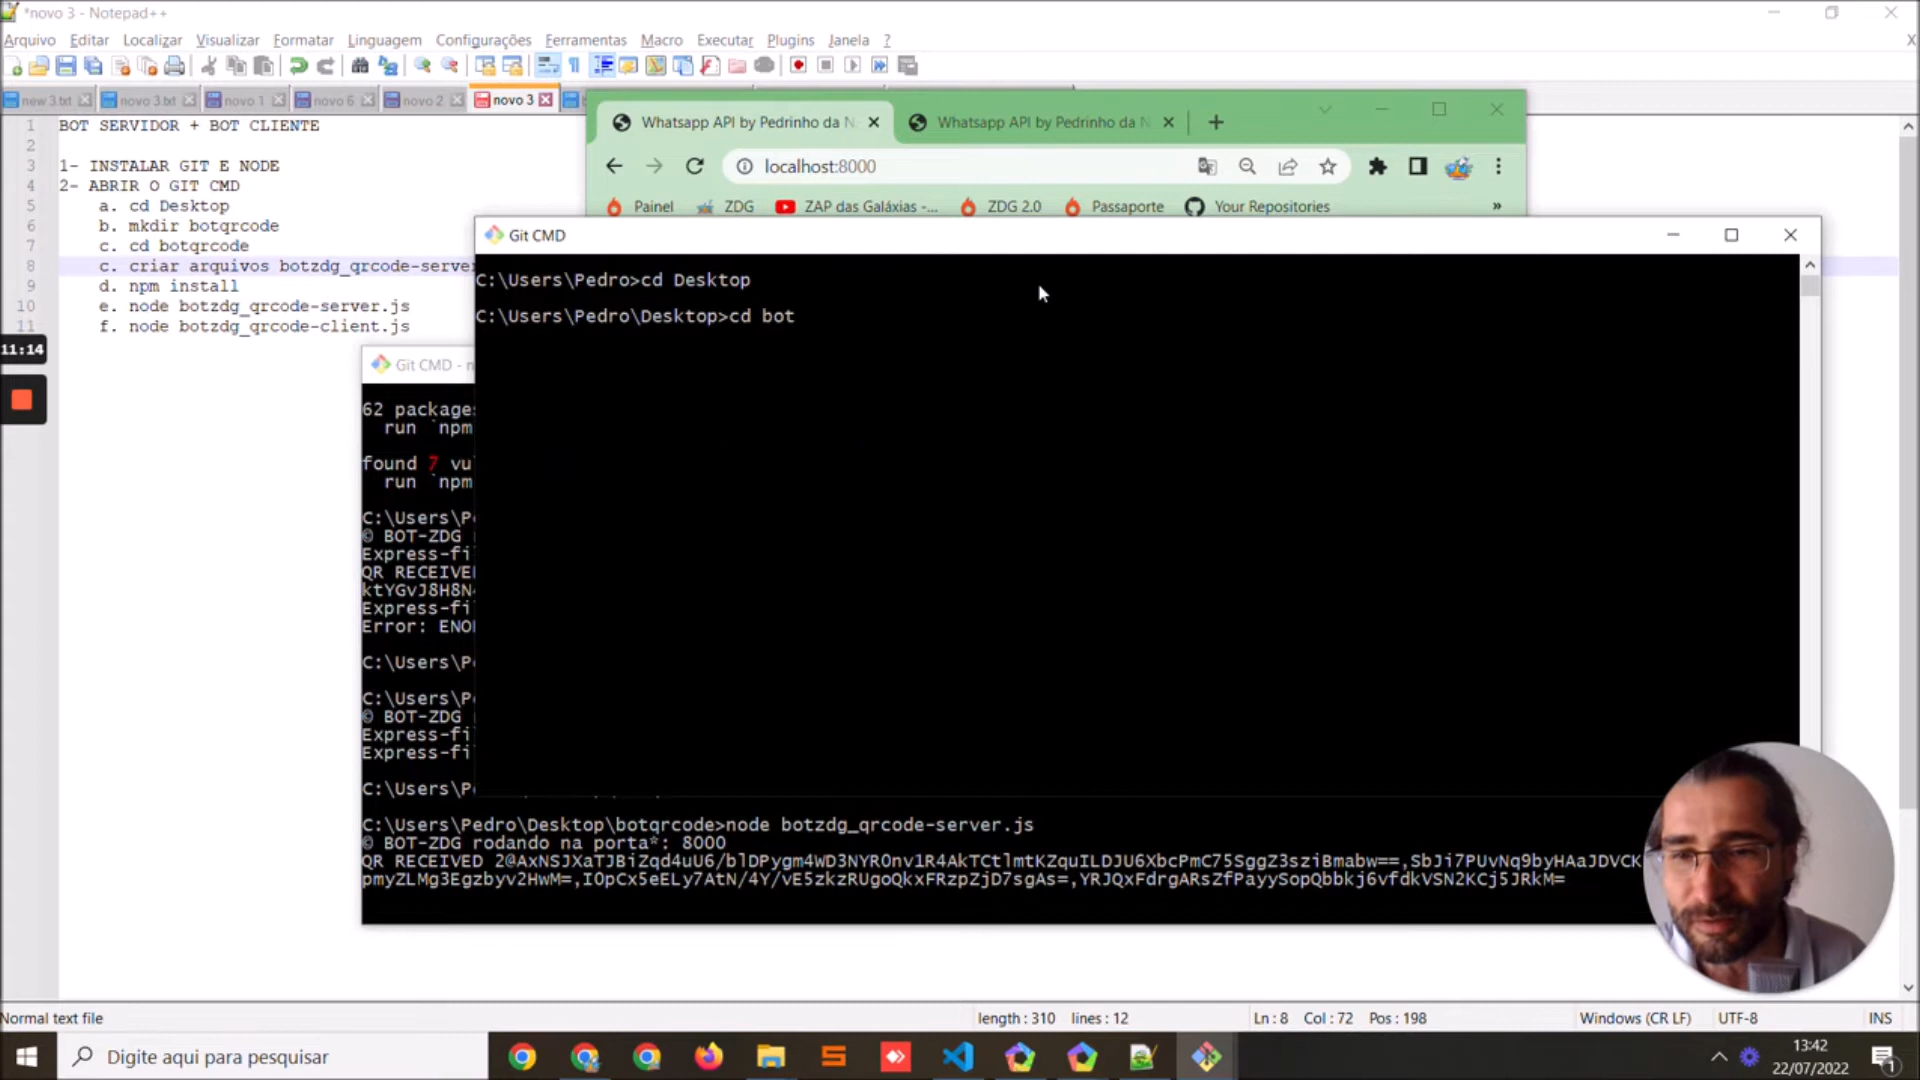 *novo 3 - Notepad++
Arquivo Editar Localizar Visualizar Formatar Linguagem Configurações Ferramentas Macro Executar Plugins Janela ? X
new 3.txt novo 3.txt novo 1 novo 6 novo 2 novo 3
1 BOT SERVIDOR + BOT CLIENTE
2
3 1- INSTALAR GIT E NODE
4 2- ABRIR O GIT CMD
5 a. cd Desktop
6 b. mkdir botqrcode
7 c. cd botqrcode
8 c. criar arquivos botzdg_qrcode-server
9 d. npm install
10 e. node botzdg_qrcode-server.js
11 f. node botzdg_qrcode-client.js
11:14
Whatsapp API by Pedrinho da N Whatsapp API by Pedrinho da N
localhost:8000
Painel ZDG ZAP das Galáxias -... ZDG 2.0 Passaporte Your Repositories »
Git CMD
C:\Users\Pedro>cd Desktop
C:\Users\Pedro\Desktop>cd bot
Git CMD - n
62 packages
run `npm
found 7 vu
run `npm
C:\Users\Pe
© BOT-ZDG
Express-fi
QR RECEIVE
ktYGvJ8H8N
Express-fi
Error: ENO
C:\Users\Pe
C:\Users\Pe
© BOT-ZDG
Express-fi
Express-fi
C:\Users\Pe
C:\Users\Pedro\Desktop\botqrcode>node botzdg_qrcode-server.js
© BOT-ZDG rodando na porta*: 8000
QR RECEIVED 2@AxNSJXaTJBiZqd4uU6/blDPygm4WD3NYROnv1R4AkTCtlmtKZquILDJU6XbcPmC75SggZ3sziBmabw==,SbJi7PUvNq9byHAaJDVCK
pmyZLMg3Egzbyv2HwM=,IOpCx5eELy7AtN/4Y/vE5zkzRUgoQkxFRzpZjD7sgAs=,YRJQxFdrgARsZfPayySopQbbkj6vfdkVSN2KCj5JRkM=
Normal text file length : 310 lines : 12 Ln : 8 Col : 72 Pos : 198 Windows (CR LF) UTF-8 INS
Digite aqui para pesquisar
13:42
22/07/2022
1